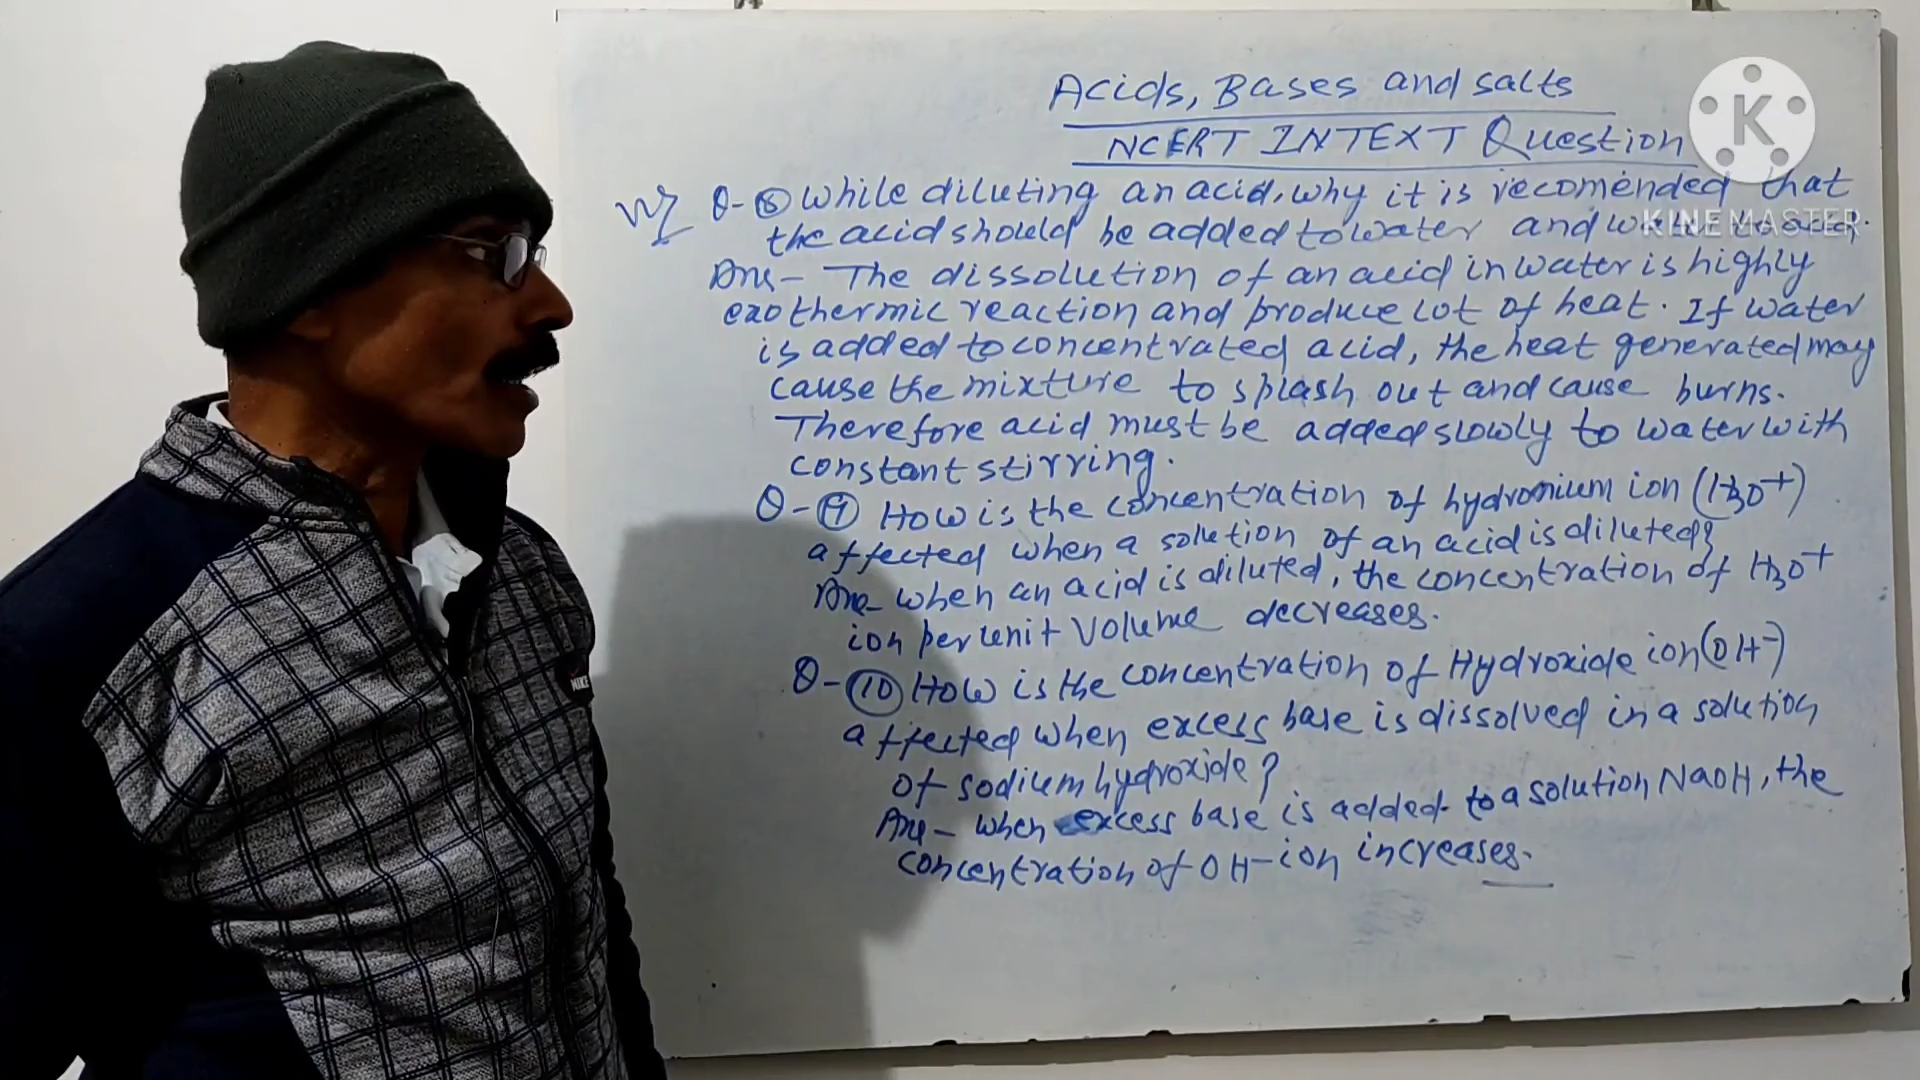 Acids, Bases and salts
NCERT INTEXT Question
K
KINEMASTER
Q-⑧ While diluting an acid, why it is recomended that
the acid should be added to water and
Ans- The dissolution of an acid in water is highly
exothermic reaction and produce lot of heat. If water
is added to concentrated acid, the heat generated may
cause the mixture to splash out and cause burns.
Therefore acid must be added slowly to water with
constant stirring.
Q-⑨ How is the concentration of hydronium ion (H3O+)
affected when a solution of an acid is diluted?
Ans- when an acid is diluted, the concentration of H3O+
ion per unit volume decreases.
Q-⑩ How is the concentration of Hydroxide ion (OH-)
affected when excess base is dissolved in a solution
of sodium hydroxide?
Ans- when excess base is added to a solution NaOH, the
concentration of OH- ion increases.